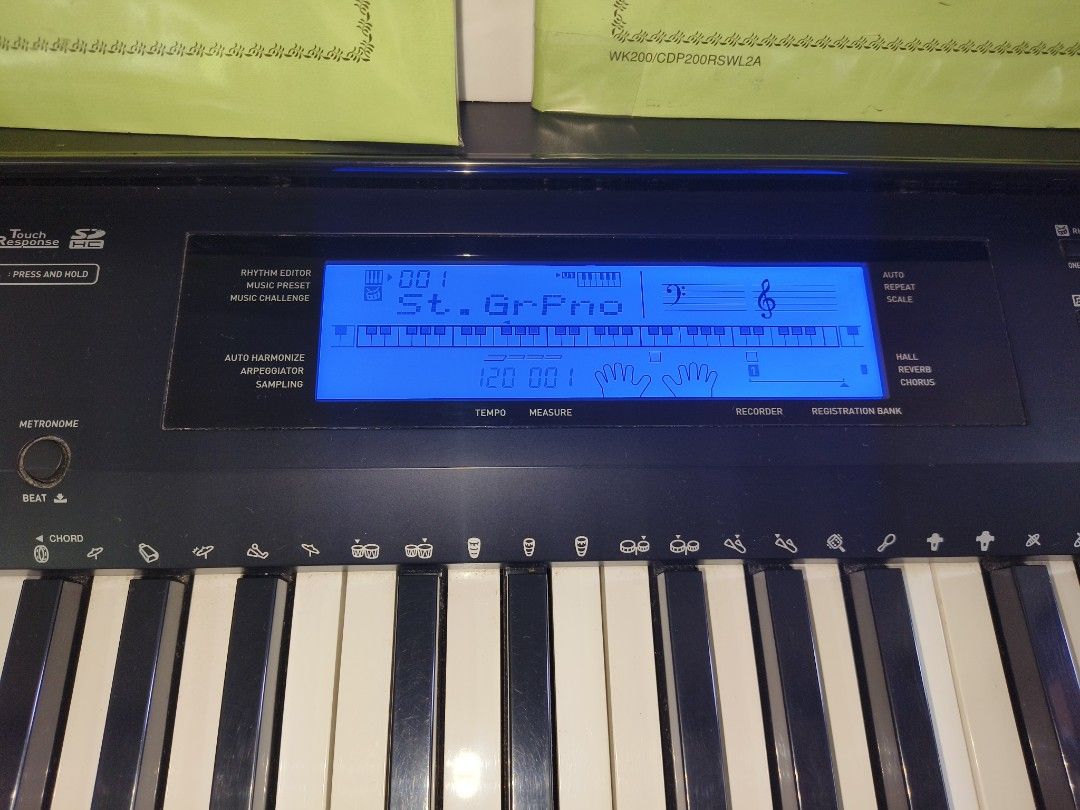 WK200/CDP200RSWL2A
Touch
Response
SD
HC
: PRESS AND HOLD
RHYTHM EDITOR
MUSIC PRESET
MUSIC CHALLENGE
AUTO HARMONIZE
ARPEGGIATOR
SAMPLING
001
U1
St.GrPno
120 001
1
AUTO
REPEAT
SCALE
HALL
REVERB
CHORUS
TEMPO MEASURE
RECORDER REGISTRATION BANK
METRONOME
BEAT
CHORD